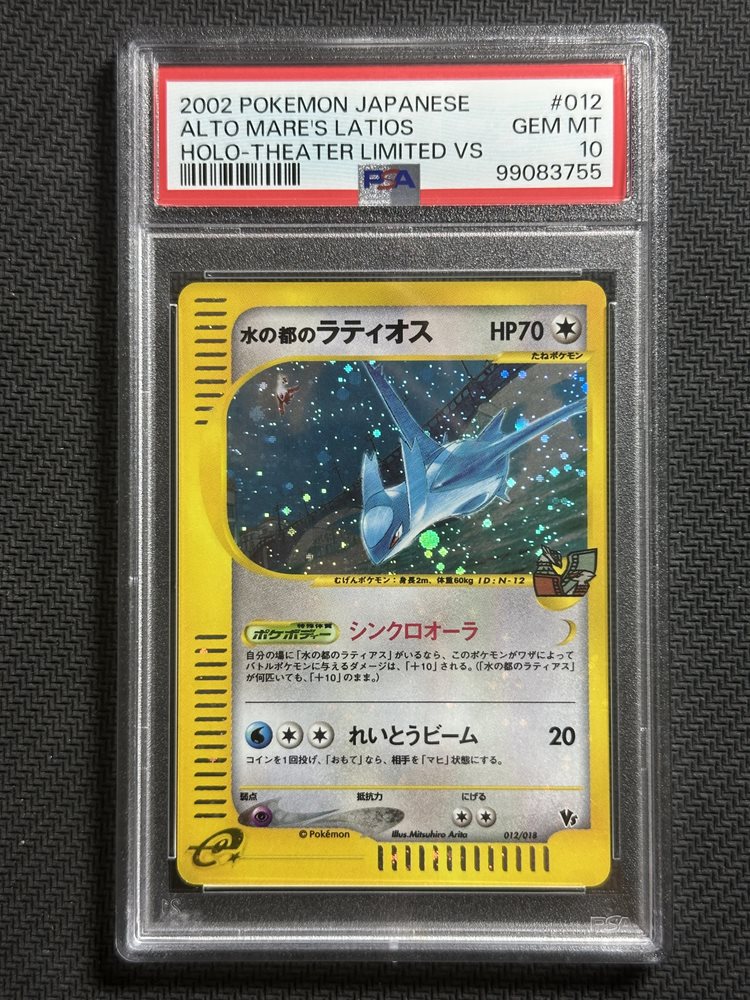 2002 POKEMON JAPANESE #012
ALTO MARE'S LATIOS GEM MT
HOLO-THEATER LIMITED VS 10
PSA 99083755
水の都のラティオス HP70
たねポケモン
むげんポケモン：身長2m、体重60kg ID:N-12
特殊体質
ポケボディー シンクロオーラ
自分の場に「水の都のラティアス」がいるなら、このポケモンがワザによって
バトルポケモンに与えるダメージは、「＋10」される。（「水の都のラティアス」
が何匹いても、「＋10」のまま。）
れいとうビーム 20
コインを1回投げ、「おもて」なら、相手を「マヒ」状態にする。
弱点 抵抗力 にげる
© Pokémon Illus.Mitsuhiro Arita 012/018 Vs
e
PSA